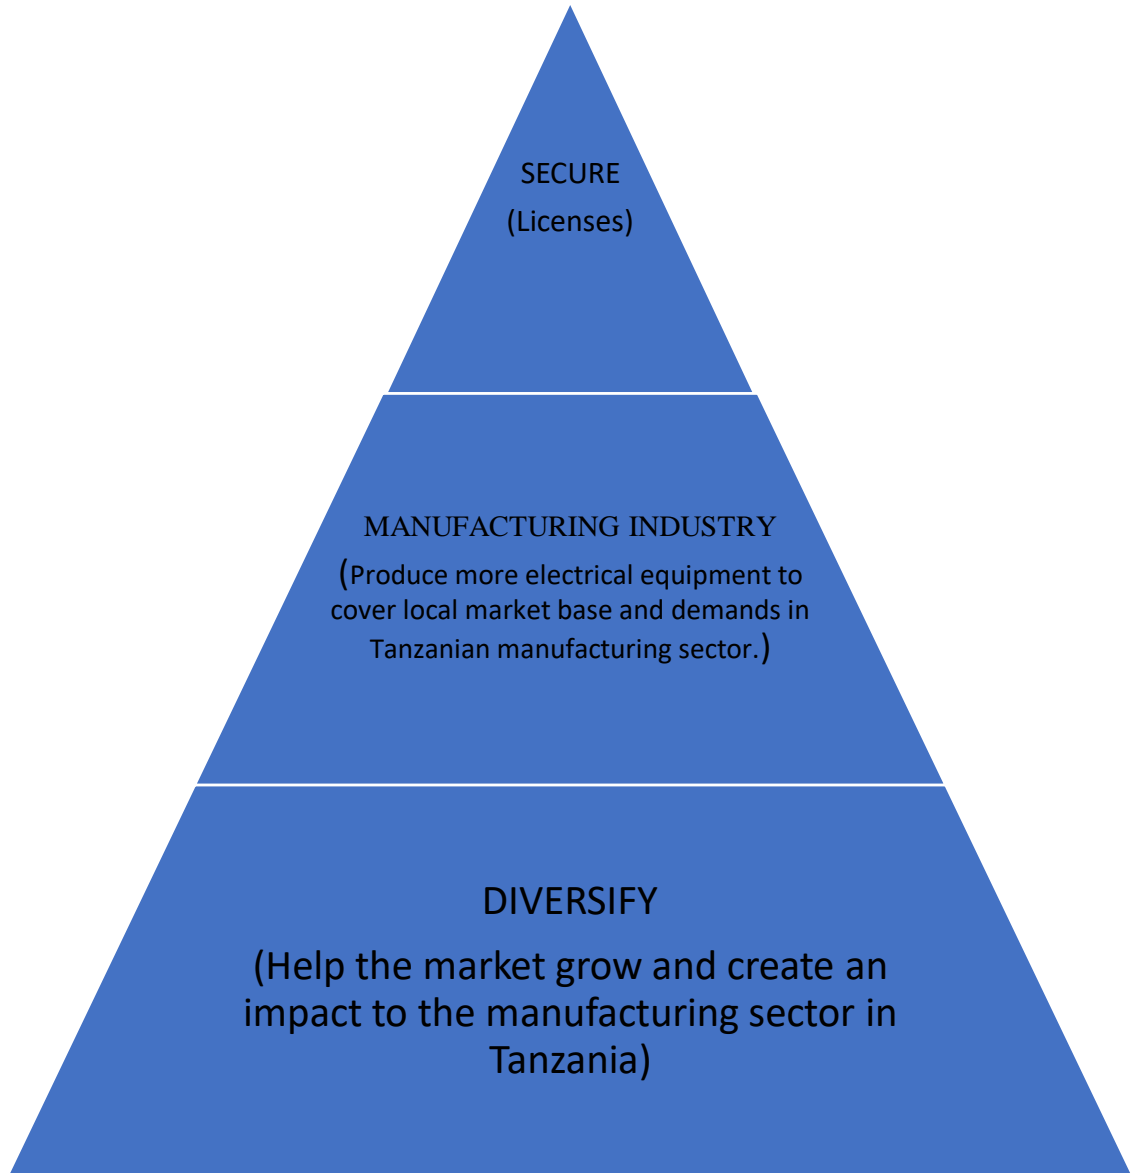 SECURE
(Licenses)
MANUFACTURING INDUSTRY
(Produce more electrical equipment to
cover local market base and demands in
Tanzanian manufacturing sector.)
DIVERSIFY
(Help the market grow and create an
impact to the manufacturing sector in
Tanzania)